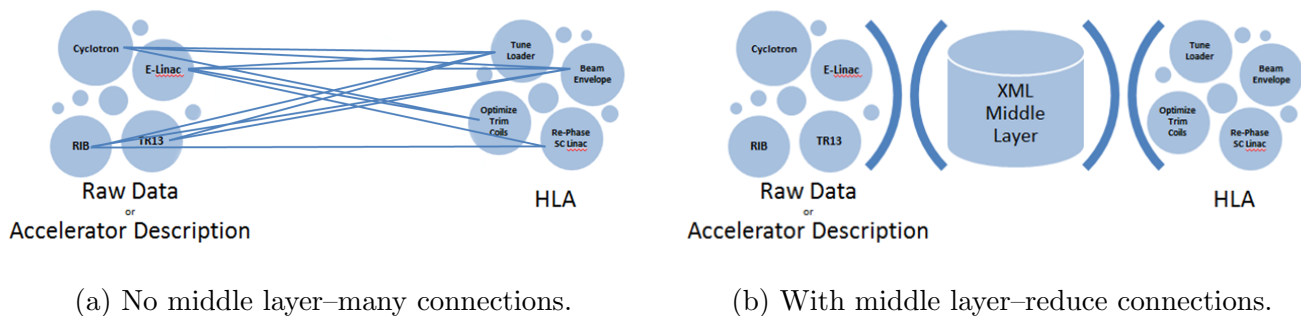 Cyclotron
E-Linac
RIB
TR13
Raw Data
or
Accelerator Description
Tune
Loader
Beam
Envelope
Optimize
Trim
Coils
Re-Phase
SC Linac
HLA
(a) No middle layer–many connections.
Cyclotron
E-Linac
RIB
TR13
Raw Data
or
Accelerator Description
XML
Middle
Layer
Tune
Loader
Beam
Envelope
Optimize
Trim
Coils
Re-Phase
SC Linac
HLA
(b) With middle layer–reduce connections.